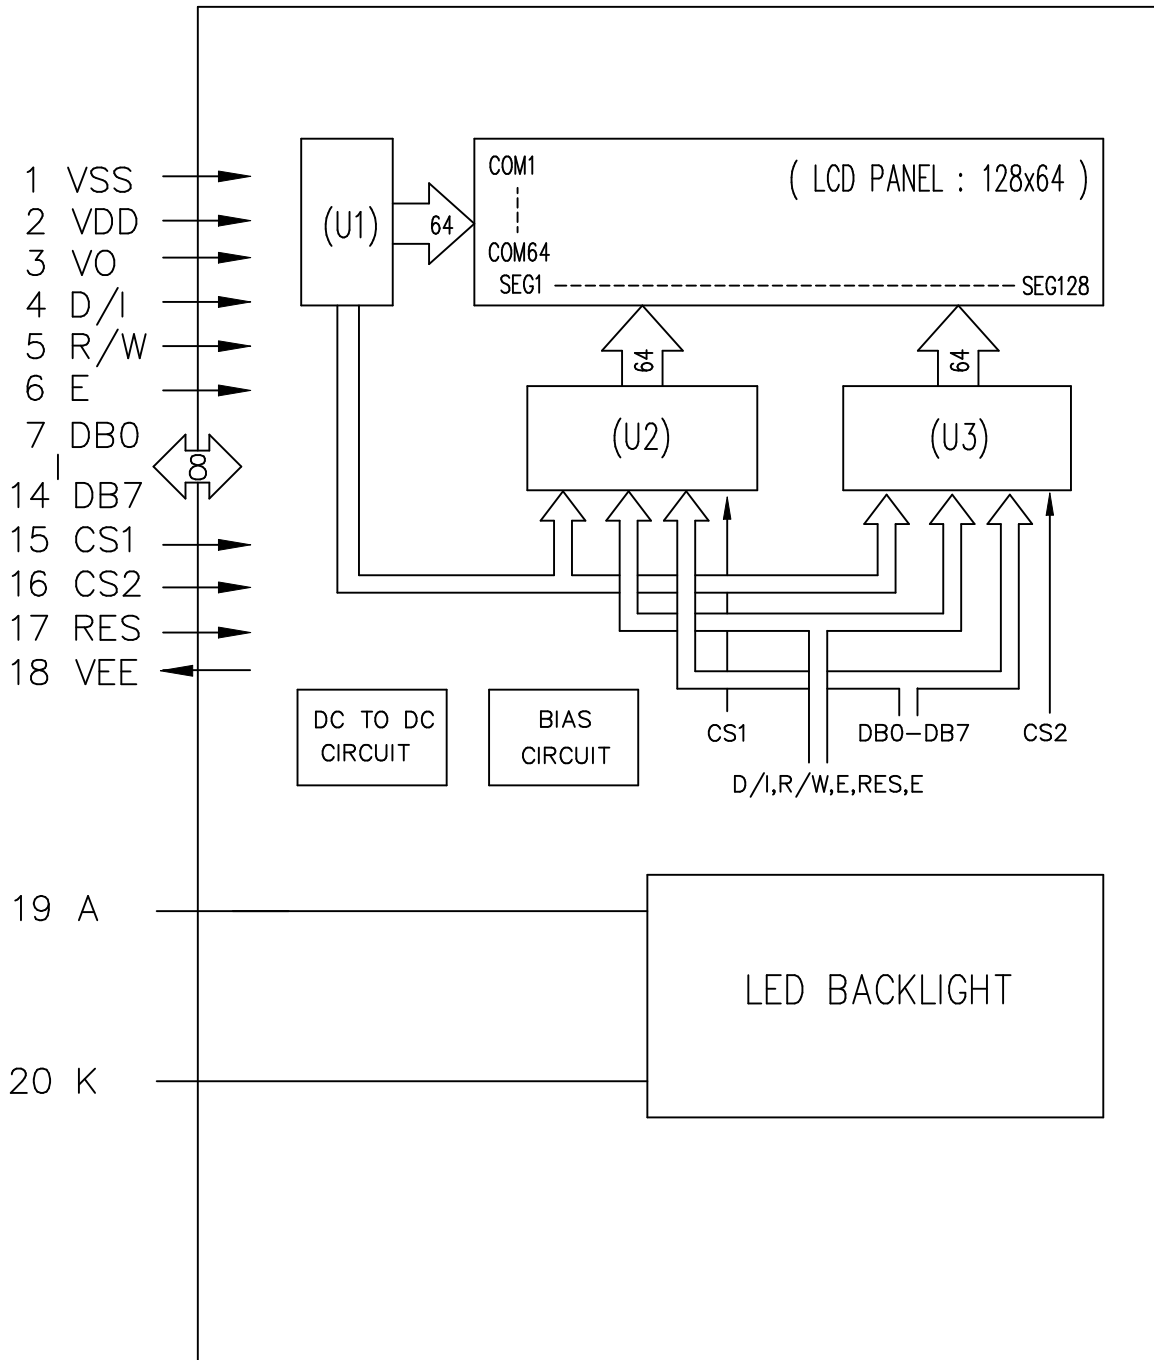 1 VSS
2 VDD
3 VO
4 D/I
5 R/W
6 E
7 DB0
14 DB7
15 CS1
16 CS2
17 RES
18 VEE
19 A
20 K
8
(U1)
64
COM1
COM64
( LCD PANEL : 128x64 )
SEG1 SEG128
64
64
(U2)
(U3)
DC TO DC
CIRCUIT
BIAS
CIRCUIT
CS1
DB0-DB7
CS2
D/I,R/W,E,RES,E
LED BACKLIGHT